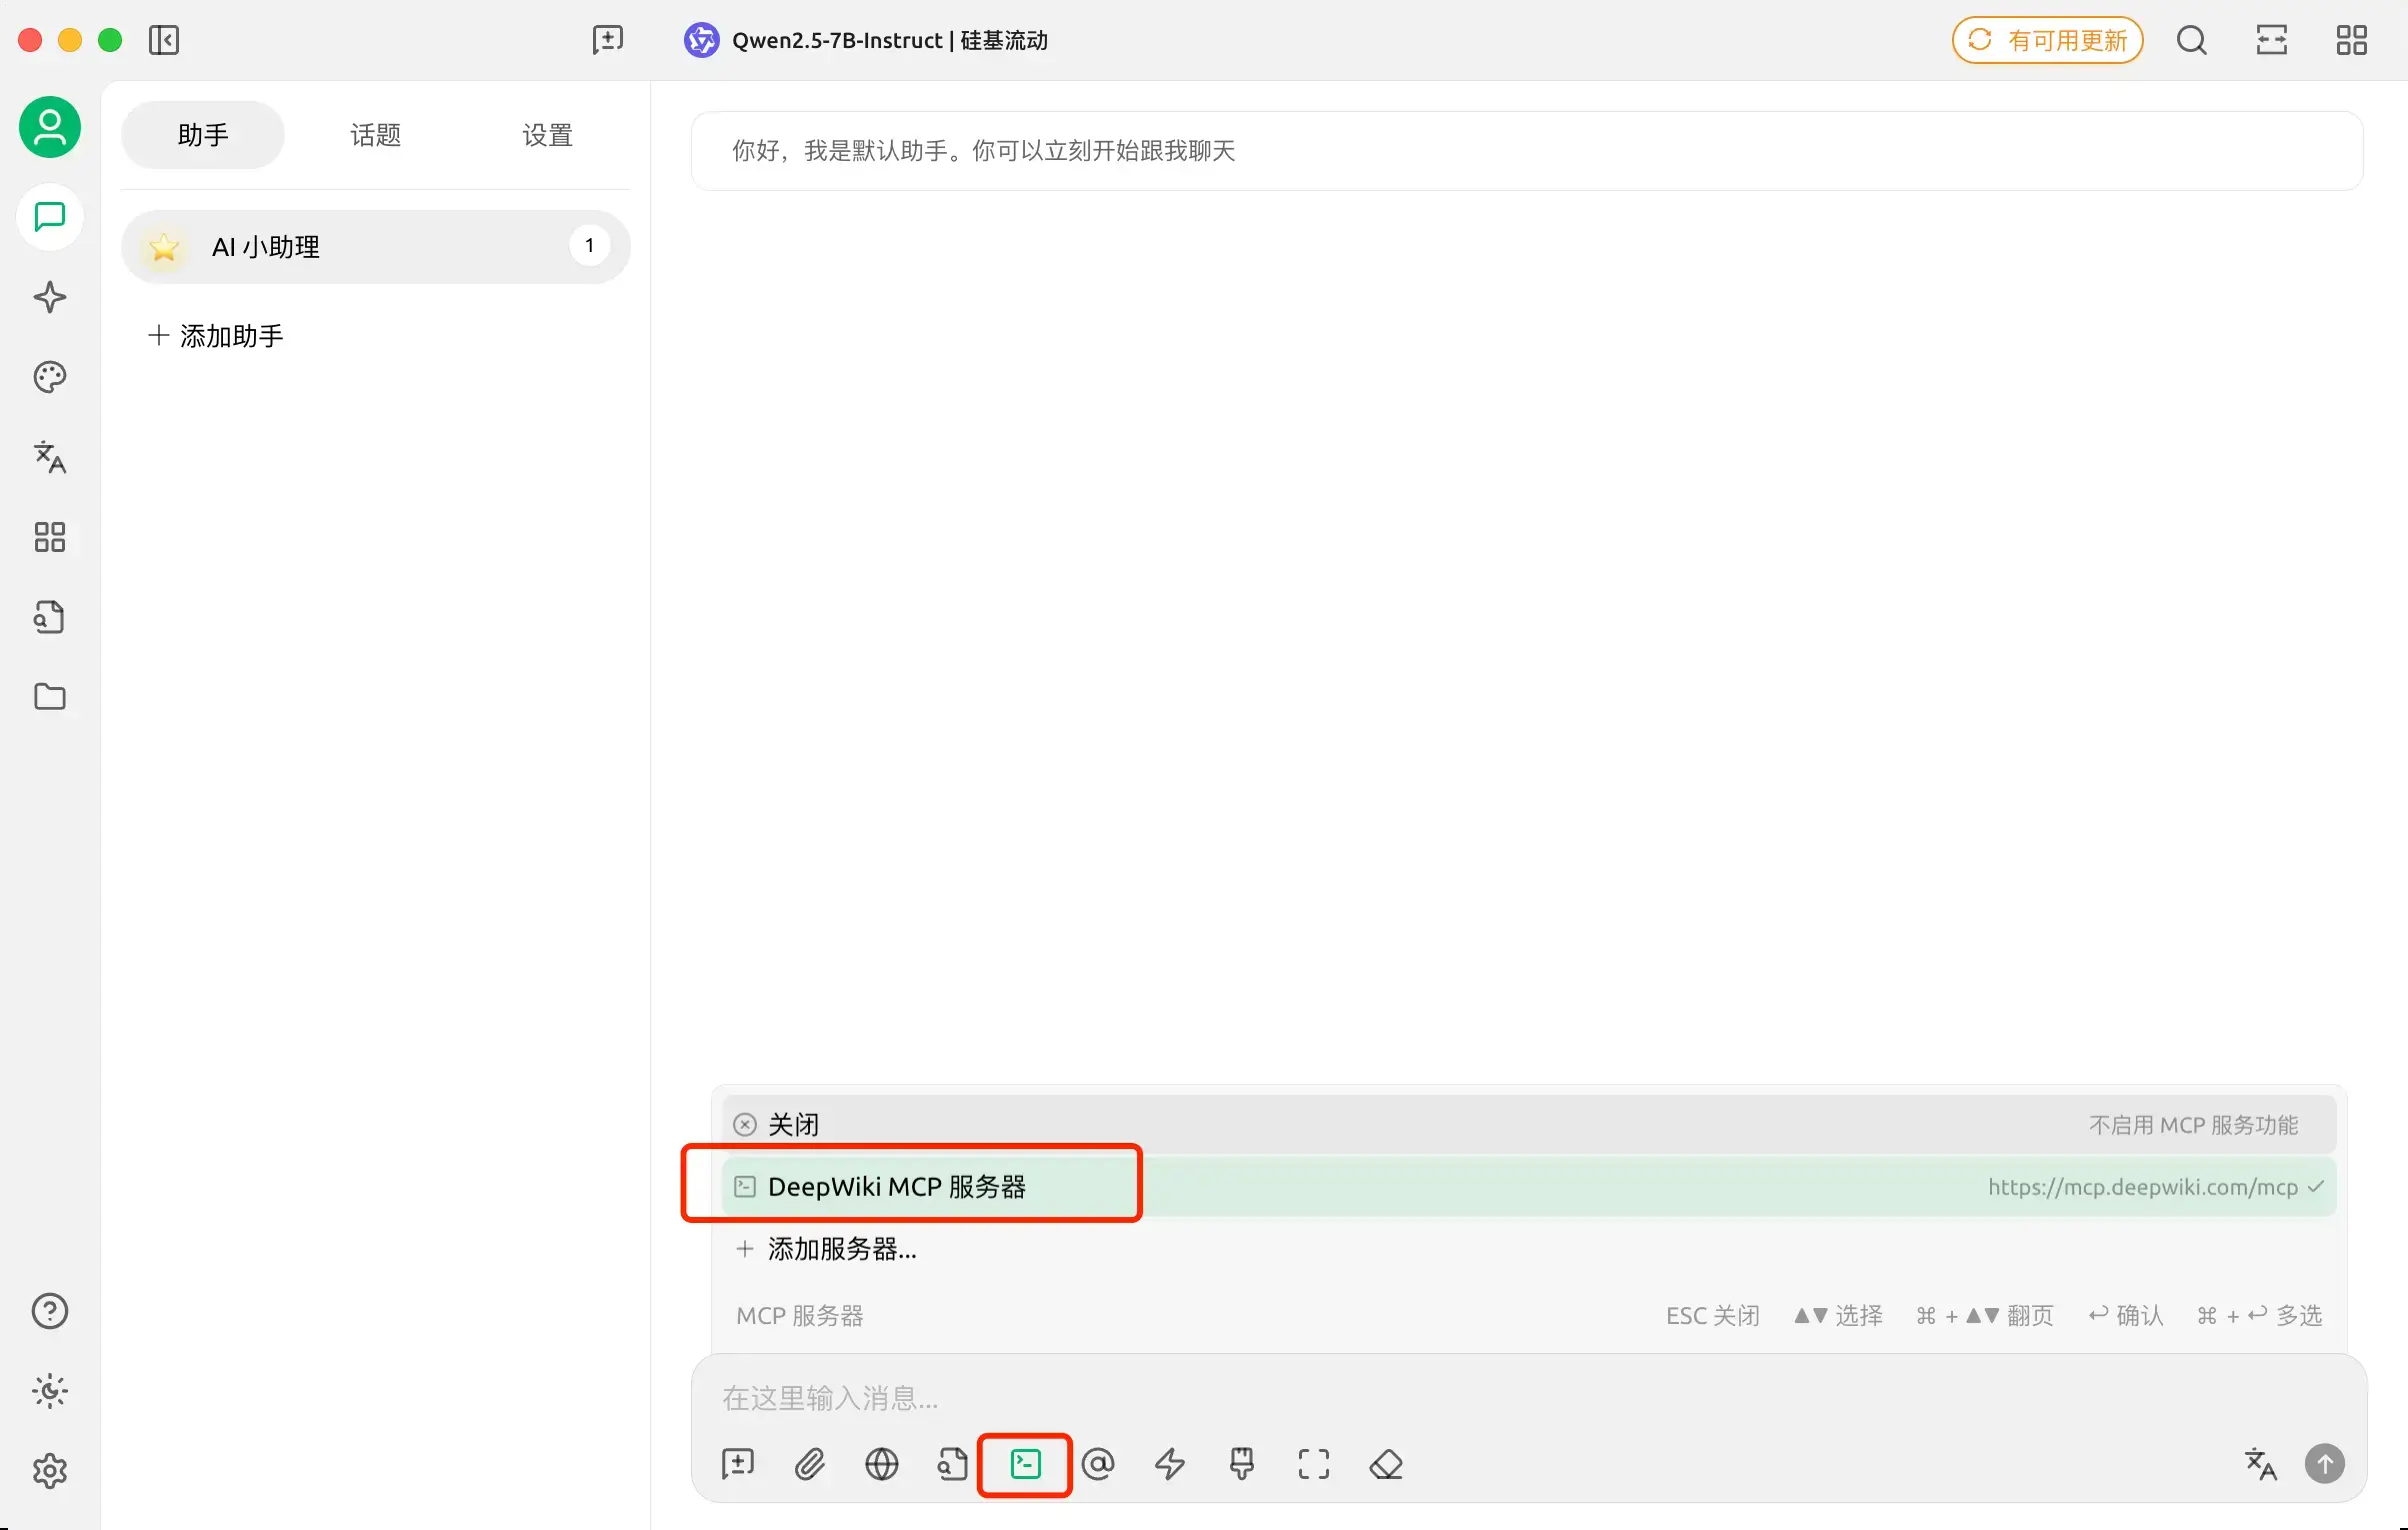 Qwen2.5-7B-Instruct | 硅基流动
有可用更新
助手
话题
设置
AI 小助理
1
添加助手
你好，我是默认助手。你可以立刻开始跟我聊天
关闭
不启用 MCP 服务功能
DeepWiki MCP 服务器
https://mcp.deepwiki.com/mcp
添加服务器...
MCP 服务器
ESC 关闭 ▲▼ 选择 ⌘ + ▲▼ 翻页 ↩ 确认 ⌘ + ↩ 多选
在这里输入消息...